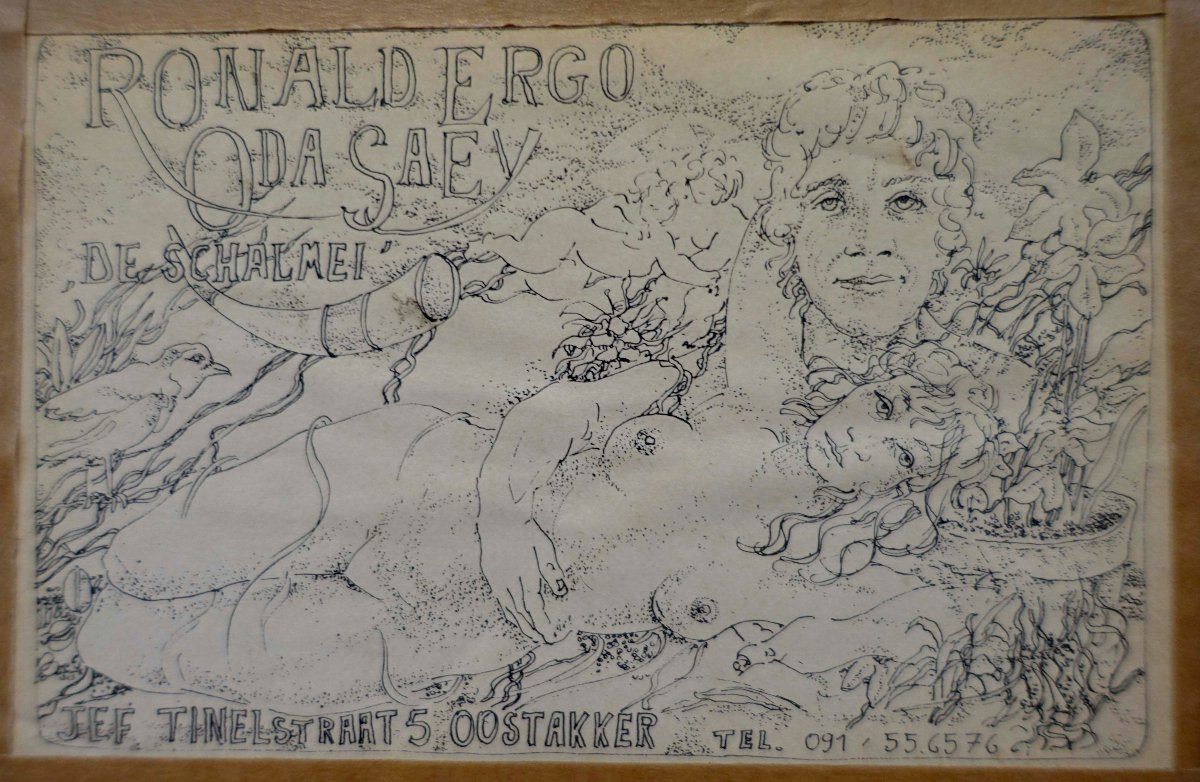 RONALD ERGO
ODA SAEY
„DE SCHALMEI”
JEF TINELSTRAAT 5 OOSTAKKER TEL. 091 . 55.65 76